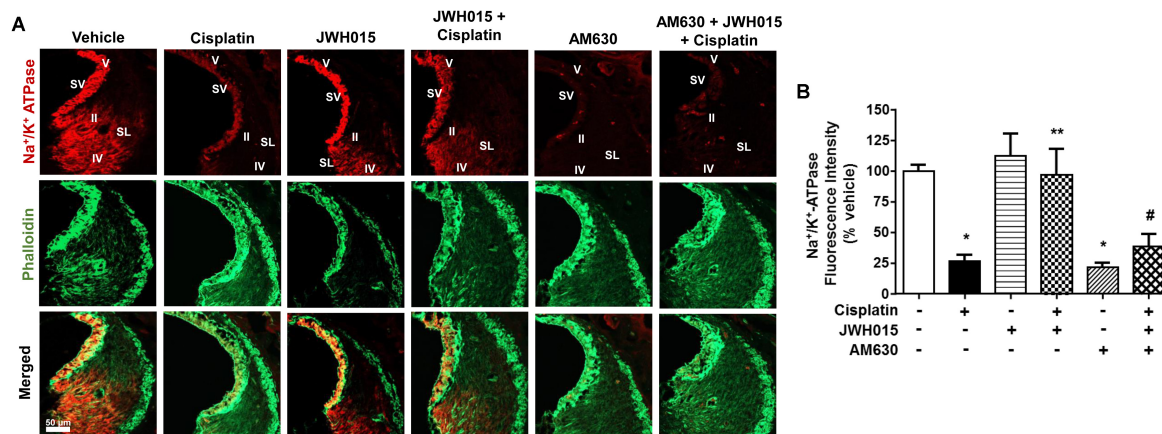 A
Vehicle
Cisplatin
JWH015
JWH015 +
Cisplatin
AM630
AM630 + JWH015
+ Cisplatin
Na⁺/K⁺ ATPase
V
SV
II
SL
IV
V
SV
II
SL
IV
V
SV
II
SL
IV
V
SV
II
SL
IV
V
SV
II
SL
IV
V
SV
II
SL
IV
Phalloidin
Merged
50 µm
B
Na⁺/K⁺-ATPase
Fluorescence Intensity
(% vehicle)
150
125
100
75
50
25
0
*
**
*
#
Cisplatin - + - + - +
JWH015 - - + + - +
AM630 - - - - + +